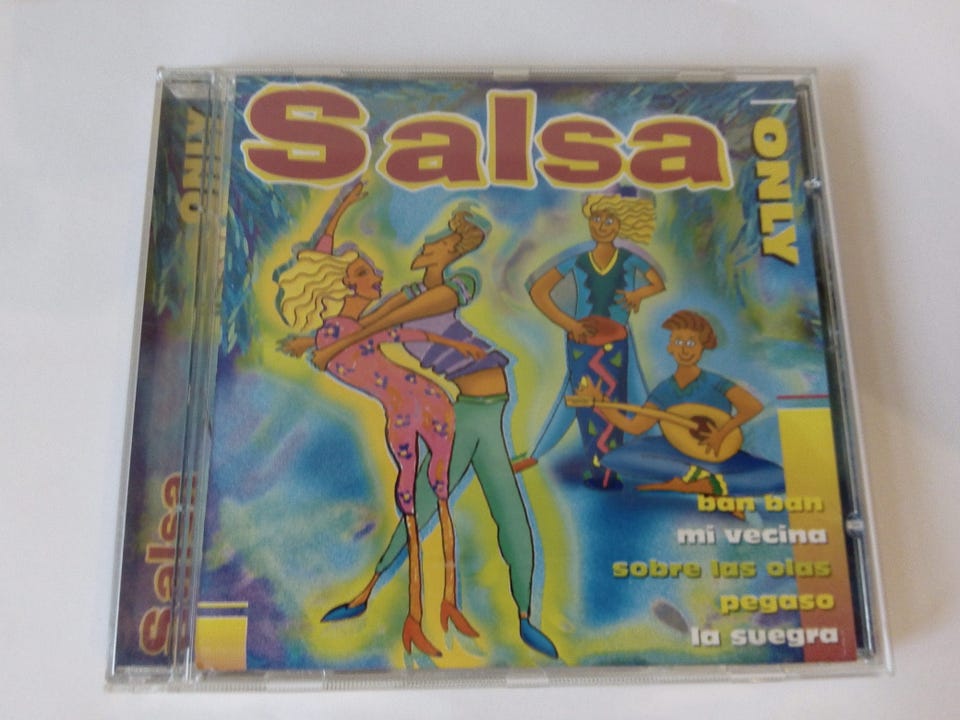 Salsa
ONLY
ban ban
mi vecina
sobre las olas
pegaso
la suegra
ONLY
Salsa